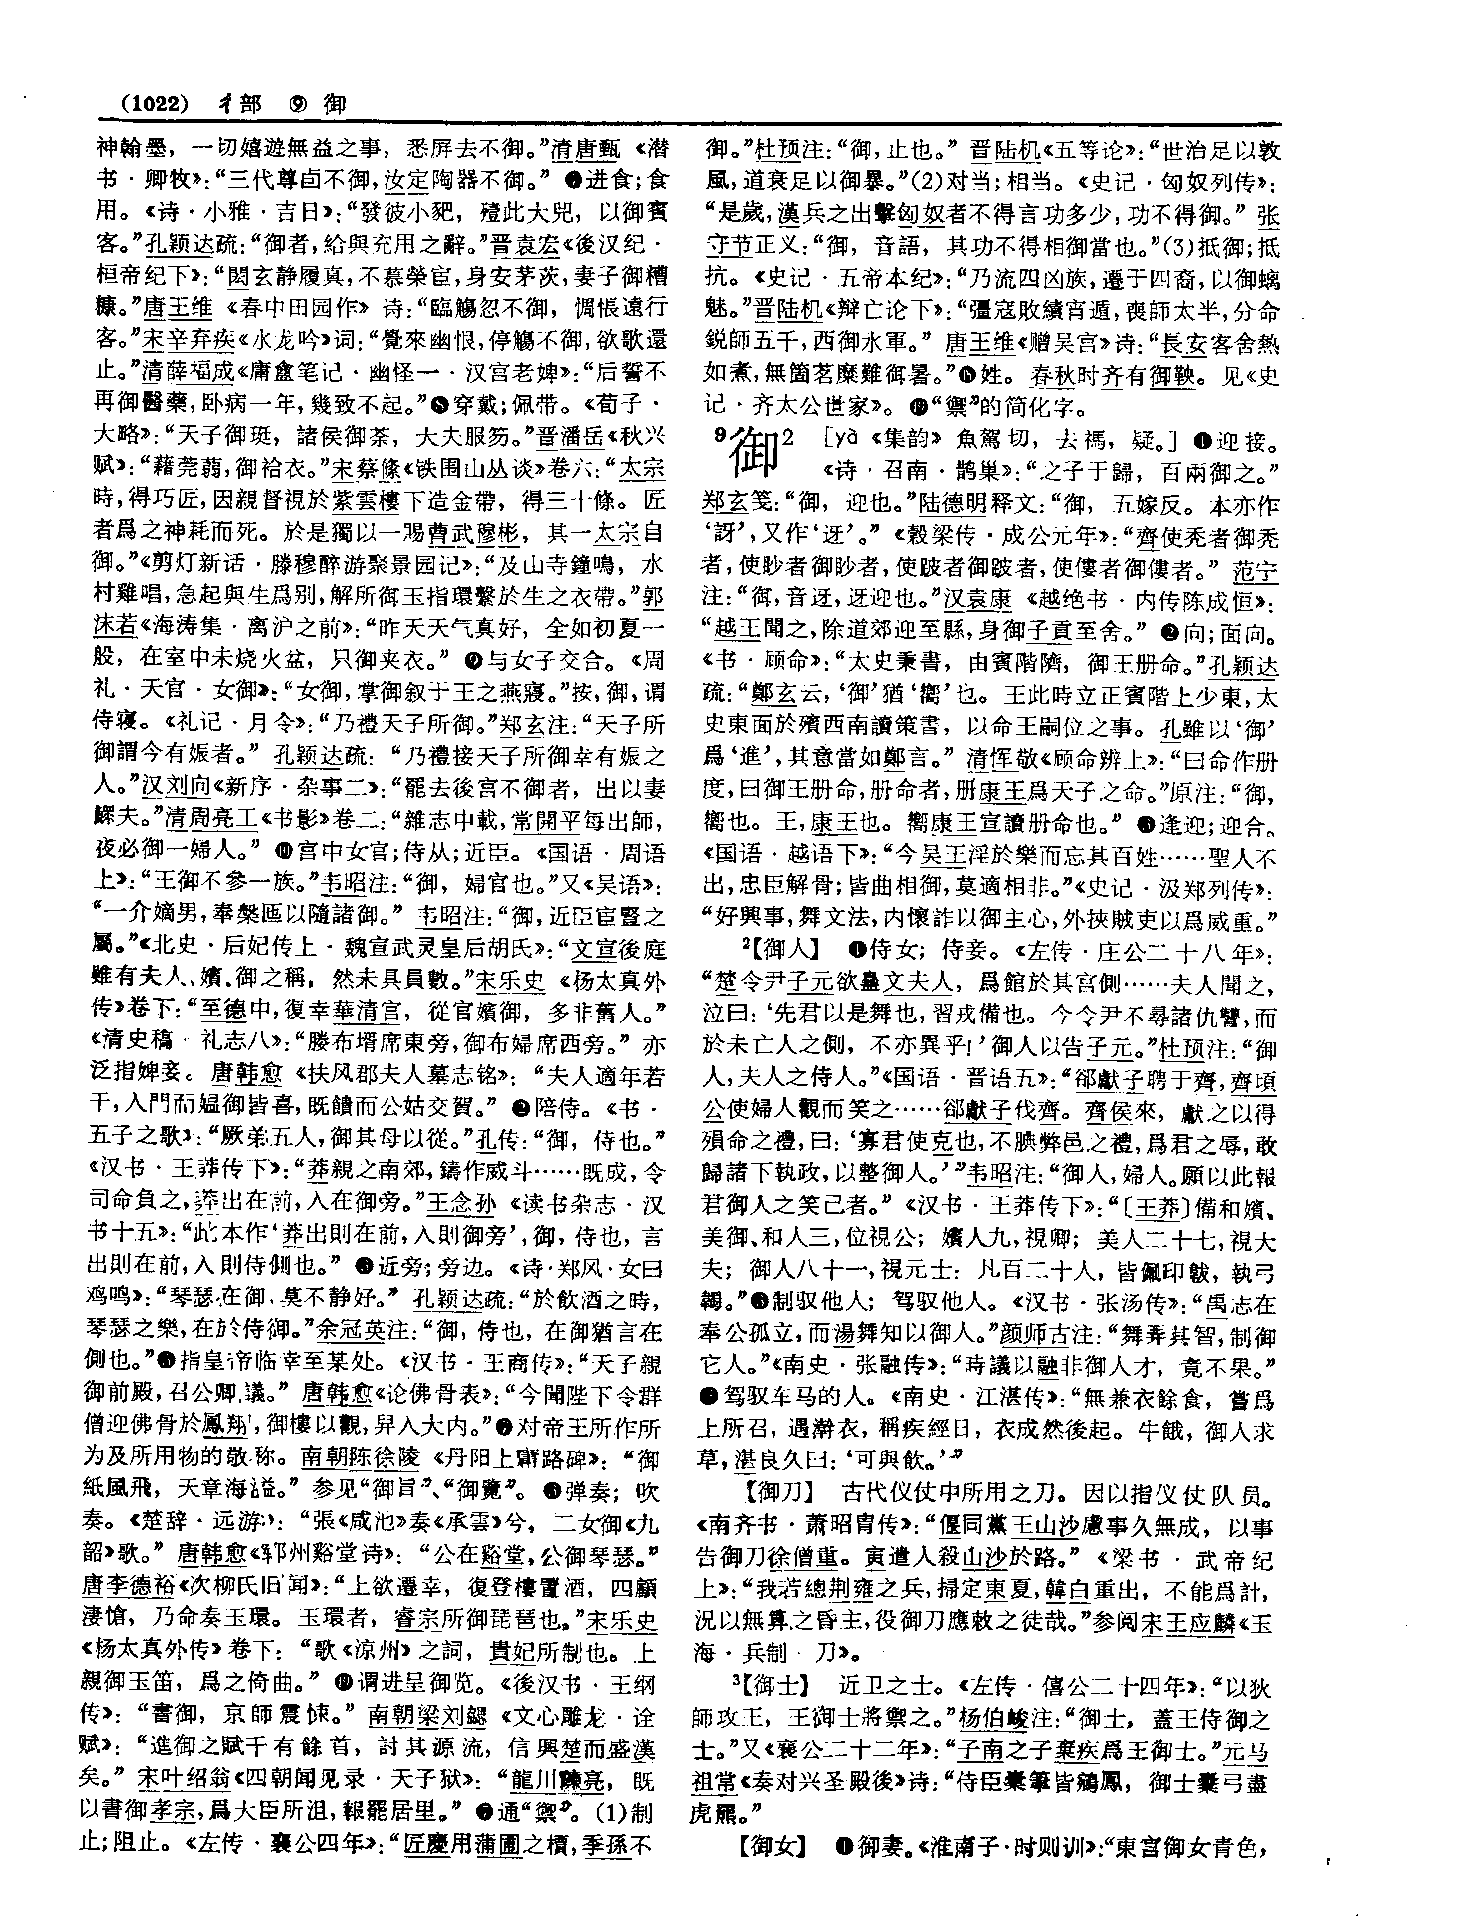 (1022) 彳部 ⑨ 御
神翰墨，一切嬉遊無益之事，悉屏去不御。”清唐甄《潜
书·卿牧》：“三代尊卣不御，汝定陶器不御。” ❼进食；食
用。《诗·小雅·吉日》：“發彼小豝，殪此大兕，以御賓
客。”孔颖达疏：“御者，給與充用之辭。”晋袁宏《後汉纪·
桓帝纪下》：“閎玄静履真，不慕榮宦，身安茅茨，妻子御糟
糠。”唐王维《春中田园作》诗：“臨觴忽不御，惆悵遠行
客。”宋辛弃疾《水龙吟》词：“覺來幽恨，停觴不御，欲歌還
止。”清薛福成《庸盦笔记·幽怪一·汉宫老婢》：“后誓不
再御醫藥，卧病一年，幾致不起。”❽穿戴；佩带。《荀子·
大略》：“天子御珽，諸侯御荼，大夫服笏。”晋潘岳《秋兴
赋》：“藉莞蒻，御袷衣。”宋蔡絛《铁围山丛谈》卷六：“太宗
時，得巧匠，因親督視於紫雲樓下造金帶，得三十條。匠
者爲之神耗而死。於是獨以一賜曹武穆彬，其一太宗自
御。”《剪灯新话·滕穆醉游聚景园记》：“及山寺鐘鳴，水
村雞唱，急起與生爲别，解所御玉指環繫於生之衣帶。”郭
沫若《海涛集·离沪之前》：“昨天天气真好，全如初夏一
般，在室中未烧火盆，只御夹衣。” ❾与女子交合。《周
礼·天官·女御》：“女御，掌御叙于王之燕寢。”按，御，谓
侍寝。《礼记·月令》：“乃禮天子所御。”郑玄注：“天子所
御謂今有娠者。” 孔颖达疏：“乃禮接天子所御幸有娠之
人。”汉刘向《新序·杂事二》：“罷去後宫不御者，出以妻
鰥夫。”清周亮工《书影》卷二：“雜志中載，常開平每出師，
夜必御一婦人。” ❿宫中女官；侍从；近臣。《国语·周语
上》：“王御不參一族。”韦昭注：“御，婦官也。”又《吴语》：
“一介嫡男，奉槃匜以隨諸御。” 韦昭注：“御，近臣宦豎之
屬。”《北史·后妃传上·魏宣武灵皇后胡氏》：“文宣後庭
雖有夫人、嬪、御之稱，然未具員數。”宋乐史《杨太真外
传》卷下：“至德中，復幸華清宫，從官嬪御，多非舊人。”
《清史稿·礼志八》：“媵布壻席東旁，御布婦席西旁。” 亦
泛指婢妾。唐韩愈《扶风郡夫人墓志铭》：“夫人適年若
干，入門而媼御皆喜，既饋而公姑交賀。” 陪侍。《书·
五子之歌》：“厥弟五人，御其母以從。”孔传：“御，侍也。”
《汉书·王莽传下》：“莽親之南郊，鑄作威斗……既成，令
司命負之，莽出在前，入在御旁。”王念孙《读书杂志·汉
书十五》：“此本作‘莽出則在前，入則御旁’，御，侍也，言
出則在前，入則侍側也。” 近旁；旁边。《诗·郑风·女曰
鸡鸣》：“琴瑟在御，莫不静好。” 孔颖达疏：“於飲酒之時，
琴瑟之樂，在於侍御。”余冠英注：“御，侍也，在御猶言在
側也。”指皇帝临幸至某处。《汉书·王商传》：“天子親
御前殿，召公卿議。” 唐韩愈《论佛骨表》：“今聞陛下令群
僧迎佛骨於鳳翔，御樓以觀，舁入大内。”对帝王所作所
为及所用物的敬称。南朝陈徐陵《丹阳上庸路碑》：“御
紙風飛，天章海溢。” 参见“御旨”、“御覽”。 弹奏；吹
奏。《楚辞·远游》：“張《咸池》奏《承雲》兮，二女御《九
韶》歌。” 唐韩愈《郓州谿堂诗》：“公在谿堂，公御琴瑟。”
唐李德裕《次柳氏旧闻》：“上欲遷幸，復登樓置酒，四顧
淒愴，乃命奏玉環。玉環者，睿宗所御琵琶也。”宋乐史
《杨太真外传》卷下：“歌《涼州》之詞，貴妃所制也。上
親御玉笛，爲之倚曲。” 谓进呈御览。《後汉书·王纲
传》：“書御，京師震悚。” 南朝梁刘勰《文心雕龙·诠
赋》：“進御之賦千有餘首，討其源流，信興楚而盛漢
矣。” 宋叶绍翁《四朝闻见录·天子狱》：“龍川陳亮，既
以書御孝宗，爲大臣所沮，報罷居里。” 通“禦”。(1)制
止；阻止。《左传·襄公四年》：“匠慶用蒲圃之檟，季孫不
御。”杜预注：“御，止也。” 晋陆机《五等论》：“世治足以敦
風，道衰足以御暴。”(2)对当；相当。《史记·匈奴列传》：
“是歲，漢兵之出擊匈奴者不得言功多少，功不得御。” 张
守节正义：“御，音語，其功不得相御當也。”(3)抵御；抵
抗。《史记·五帝本纪》：“乃流四凶族，遷于四裔，以御螭
魅。”晋陆机《辩亡论下》：“彊寇敗績宵遁，喪師太半，分命
鋭師五千，西御水軍。” 唐王维《赠吴官》诗：“長安客舍熱
如煮，無箇茗糜難御暑。”姓。春秋时齐有御鞅。见《史
记·齐太公世家》。 “禦”的简化字。
9御2 [yà《集韵》魚駕切，去禡，疑。] ❶迎接。
《诗·召南·鹊巢》：“之子于歸，百兩御之。”
郑玄笺：“御，迎也。”陆德明释文：“御，五嫁反。本亦作
‘訝’，又作‘迓’。”《穀梁传·成公元年》：“齊使秃者御秃
者，使眇者御眇者，使跛者御跛者，使僂者御僂者。” 范宁
注：“御，音迓，迓迎也。”汉袁康《越绝书·内传陈成恒》：
“越王聞之，除道郊迎至縣，身御子貢至舍。” ❷向；面向。
《书·顾命》：“太史秉書，由賓階隮，御王册命。”孔颖达
疏：“鄭玄云，‘御’猶‘嚮’也。王此時立正賓階上少東，太
史東面於殯西南讀策書，以命王嗣位之事。孔雖以‘御’
爲‘進’，其意當如鄭言。” 清恽敬《顾命辨上》：“曰命作册
度，曰御王册命，册命者，册康王爲天子之命。”原注：“御，
嚮也。王，康王也。嚮康王宣讀册命也。” ❸逢迎；迎合。
《国语·越语下》：“今吴王淫於樂而忘其百姓……聖人不
出，忠臣解骨；皆曲相御，莫適相非。”《史记·汲郑列传》：
“好興事，舞文法，内懷詐以御主心，外挾賊吏以爲威重。”
2【御人】 ❶侍女；侍妾。《左传·庄公二十八年》：
“楚令尹子元欲蠱文夫人，爲館於其宫側……夫人聞之，
泣曰：‘先君以是舞也，習戎備也。今令尹不尋諸仇讐，而
於未亡人之側，不亦異乎！’御人以告子元。”杜预注：“御
人，夫人之侍人。”《国语·晋语五》：“郤獻子聘于齊，齊頃
公使婦人觀而笑之……郤獻子伐齊。齊侯來，獻之以得
殞命之禮，曰：‘寡君使克也，不腆弊邑之禮，爲君之辱，敢
歸諸下執政，以整御人。’”韦昭注：“御人，婦人。願以此報
君御人之笑己者。” 《汉书·王莽传下》：“〔王莽〕備和嬪、
美御、和人三，位視公；嬪人九，視卿；美人二十七，視大
夫；御人八十一，視元士：凡百二十人，皆佩印韍，執弓
韣。”制驭他人；驾驭他人。《汉书·张汤传》：“禹志在
奉公孤立，而湯舞知以御人。”颜师古注：“舞弄其智，制御
它人。”《南史·张融传》：“時議以融非御人才，竟不果。”
驾驭车马的人。《南史·江湛传》：“無兼衣餘食，嘗爲
上所召，遇澣衣，稱疾經日，衣成然後起。牛餓，御人求
草，湛良久曰：‘可與飲。’”
【御刀】 古代仪仗中所用之刀。因以指仪仗队员。
《南齐书·萧昭胄传》：“偃同黨王山沙慮事久無成，以事
告御刀徐僧重。寅遣人殺山沙於路。” 《梁书·武帝纪
上》：“我若總荆雍之兵，掃定東夏，韓白重出，不能爲計，
況以無算之昏主，役御刀應敕之徒哉。”参阅宋王应麟《玉
海·兵制·刀》。
3【御士】 近卫之士。《左传·僖公二十四年》：“以狄
師攻王，王御士將禦之。”杨伯峻注：“御士，蓋王侍御之
士。”又《襄公二十二年》：“子南之子棄疾爲王御士。”元马
祖常《奏对兴圣殿後》诗：“侍臣橐筆皆鵷鳳，御士櫜弓盡
虎羆。”
【御女】 ❶御妻。《淮南子·时则训》：“東宫御女青色，